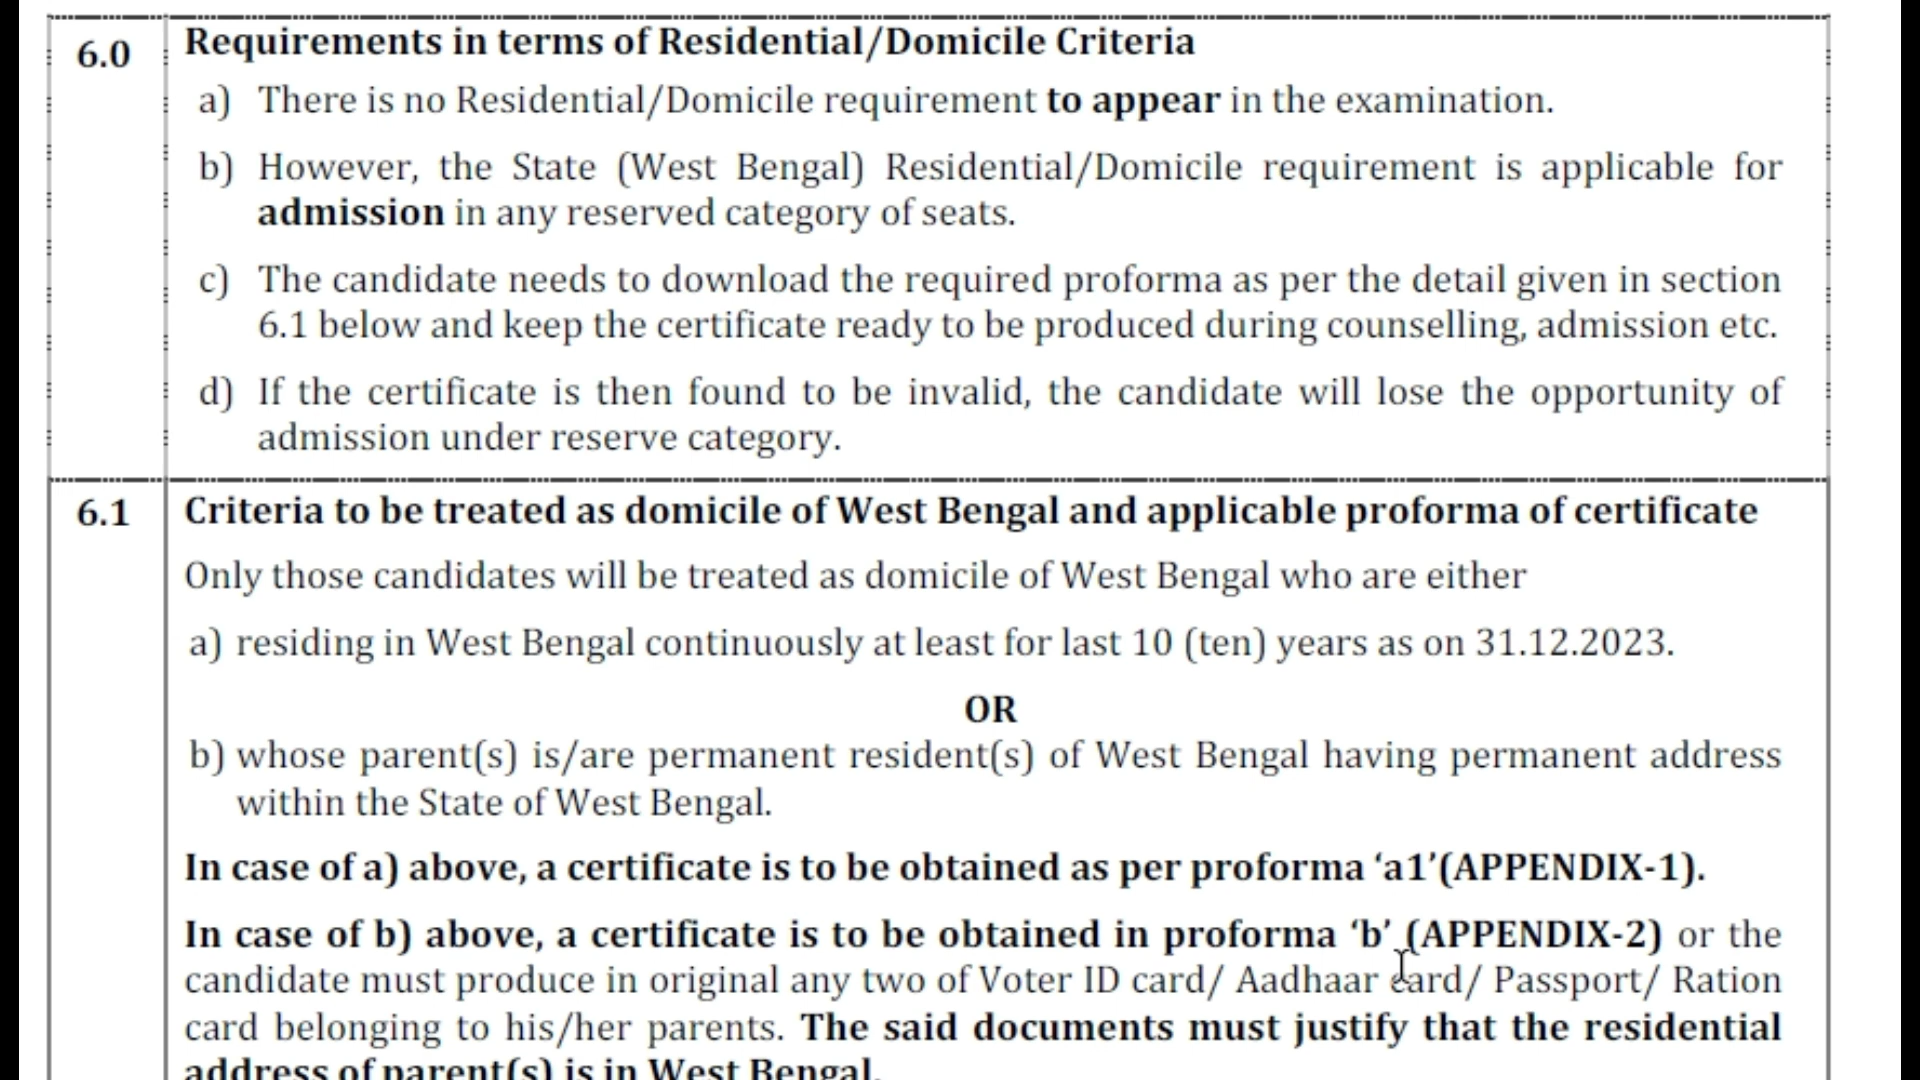 6.0 Requirements in terms of Residential/Domicile Criteria
a) There is no Residential/Domicile requirement to appear in the examination.
b) However, the State (West Bengal) Residential/Domicile requirement is applicable for
admission in any reserved category of seats.
c) The candidate needs to download the required proforma as per the detail given in section
6.1 below and keep the certificate ready to be produced during counselling, admission etc.
d) If the certificate is then found to be invalid, the candidate will lose the opportunity of
admission under reserve category.
6.1 Criteria to be treated as domicile of West Bengal and applicable proforma of certificate
Only those candidates will be treated as domicile of West Bengal who are either
a) residing in West Bengal continuously at least for last 10 (ten) years as on 31.12.2023.
OR
b) whose parent(s) is/are permanent resident(s) of West Bengal having permanent address
within the State of West Bengal.
In case of a) above, a certificate is to be obtained as per proforma ‘a1’(APPENDIX-1).
In case of b) above, a certificate is to be obtained in proforma ‘b’ (APPENDIX-2) or the
candidate must produce in original any two of Voter ID card/ Aadhaar card/ Passport/ Ration
card belonging to his/her parents. The said documents must justify that the residential
address of parent(s) is in West Bengal.